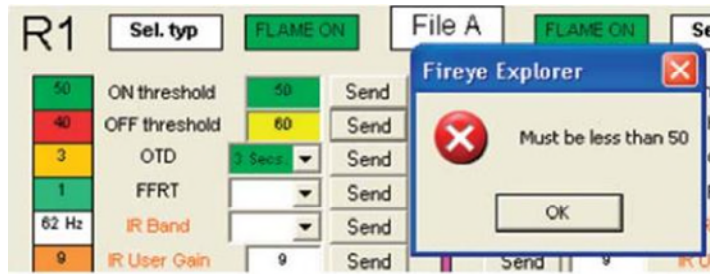 R1 Sel. typ FLAME ON File A FLAME ON Se
Fireye Explorer
50 ON threshold 50 Send
Must be less than 50
40 OFF threshold 60 Send
3 OTD 3 Secs. Send
1 FFRT Send
OK
62 Hz IR Band Send
9 IR User Gain 9 Send Send 9 IR U